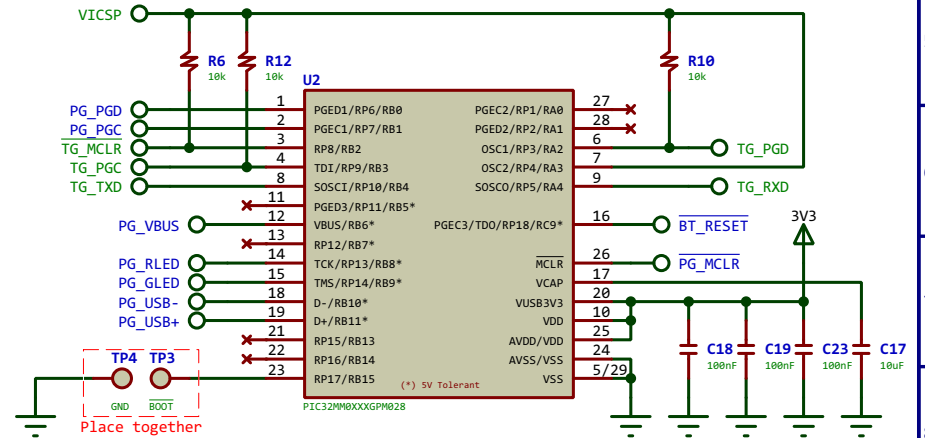 VICSP
R6
10k
R12
10k
R10
10k
U2
PG_PGD 1 PGED1/RP6/RB0 PGEC2/RP1/RA0 27
PG_PGC 2 PGEC1/RP7/RB1 PGED2/RP2/RA1 28
TG_MCLR 3 RP8/RB2 OSC1/RP3/RA2 6 TG_PGD
TG_PGC 4 TDI/RP9/RB3 OSC2/RP4/RA3 7
TG_TXD 8 SOSCI/RP10/RB4 SOSCO/RP5/RA4 9 TG_RXD
11 PGED3/RP11/RB5*
PG_VBUS 12 VBUS/RB6* PGEC3/TDO/RP18/RC9* 16 BT_RESET 3V3
13 RP12/RB7*
PG_RLED 14 TCK/RP13/RB8* MCLR 26 PG_MCLR
PG_GLED 15 TMS/RP14/RB9* VCAP 17
PG_USB- 18 D-/RB10* VUSB3V3 20
PG_USB+ 19 D+/RB11* VDD 10
21 RP15/RB13 AVDD/VDD 25
22 RP16/RB14 AVSS/VSS 24
23 RP17/RB15 VSS 5/29
(*) 5V Tolerant
PIC32MM0XXXGPM028
C18
100nF
C19
100nF
C23
100nF
C17
10uF
TP4 TP3
GND BOOT
Place together